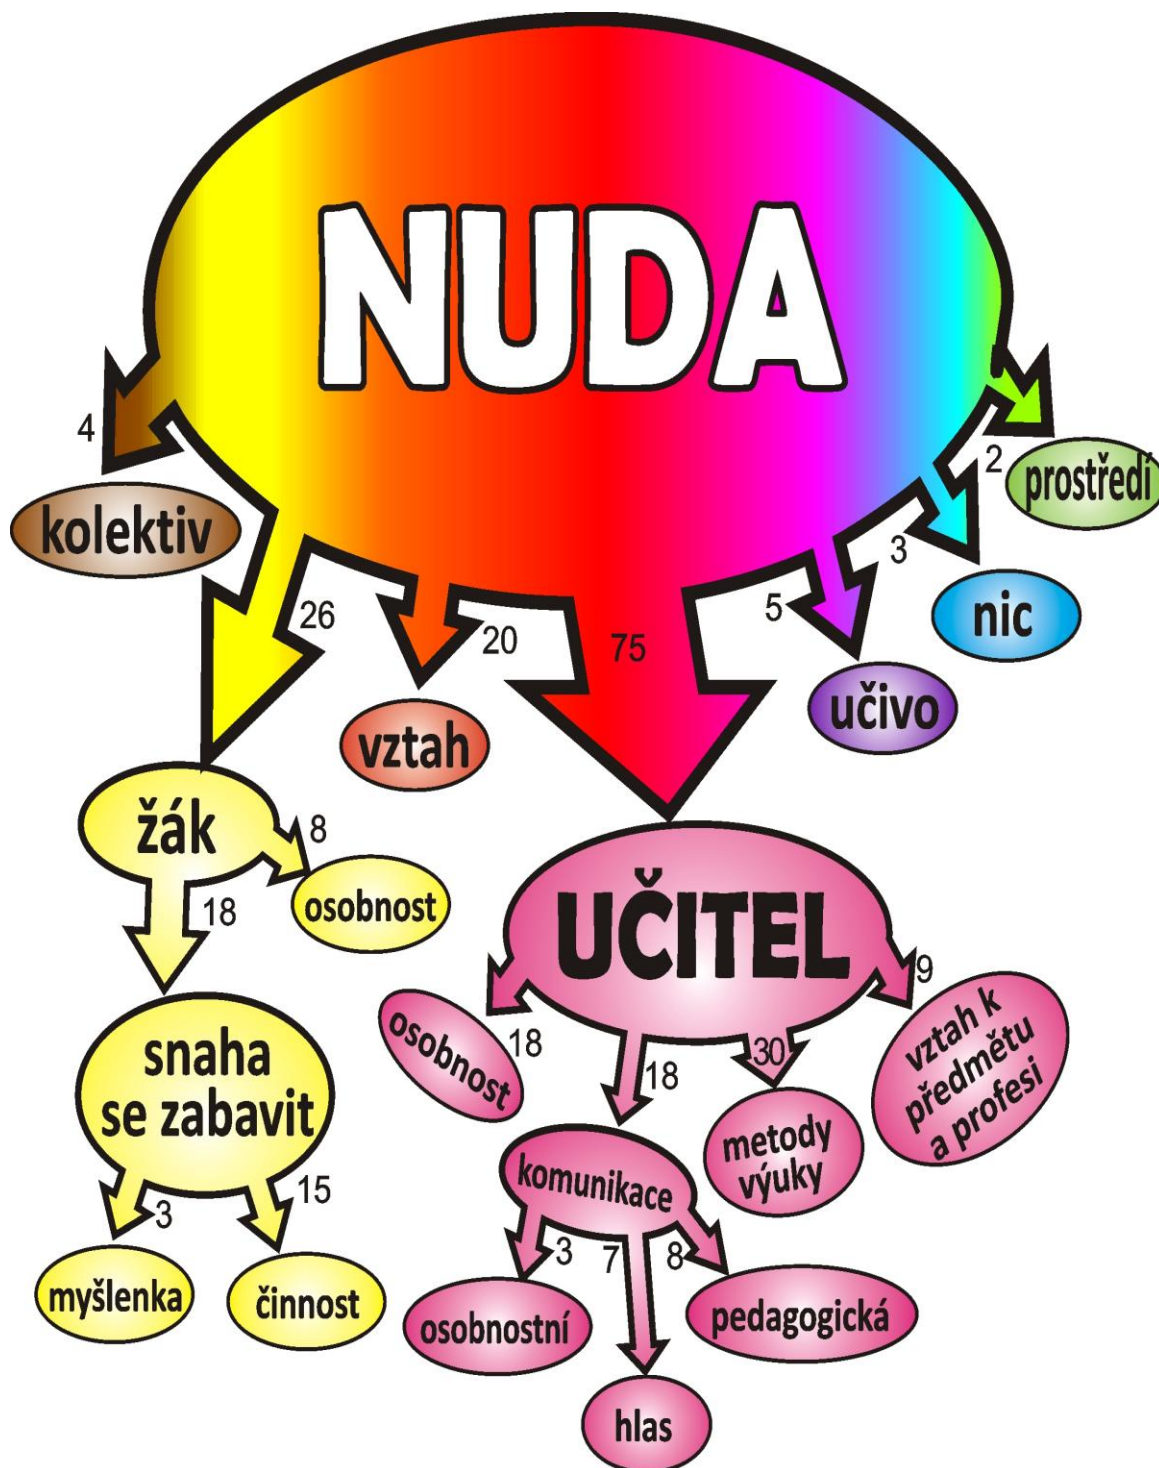 NUDA
4
kolektiv
26
20
75
5
3
2
prostředí
nic
učivo
vztah
žák
8
osobnost
18
snaha
se zabavit
3
15
myšlenka
činnost
UČITEL
18
osobnost
18
30
9
vztah k
předmětu
a profesi
metody
výuky
komunikace
3
7
8
osobnostní
hlas
pedagogická